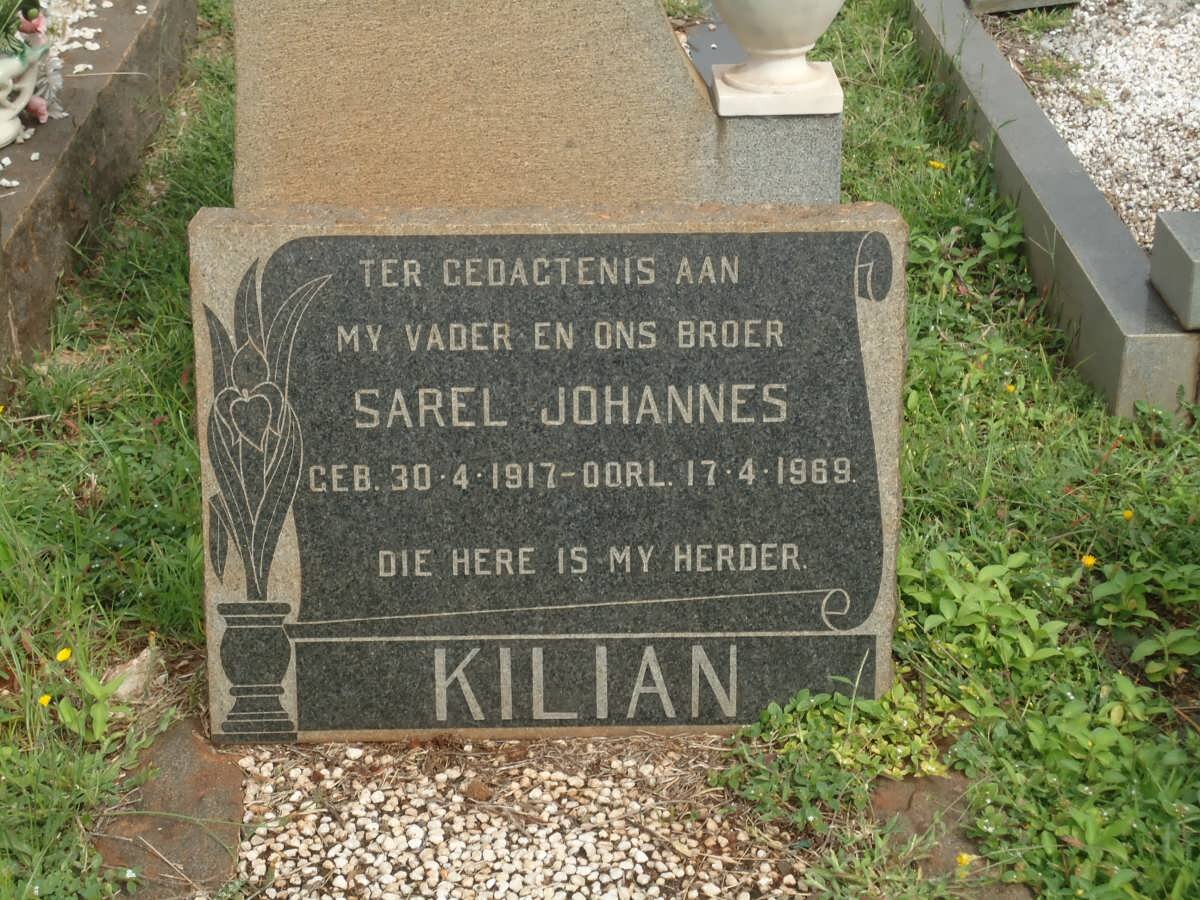 TER GEDAGTENIS AAN
MY VADER EN ONS BROER
SAREL JOHANNES
GEB. 30·4·1917-OORL. 17·4·1969.
DIE HERE IS MY HERDER.
KILIAN